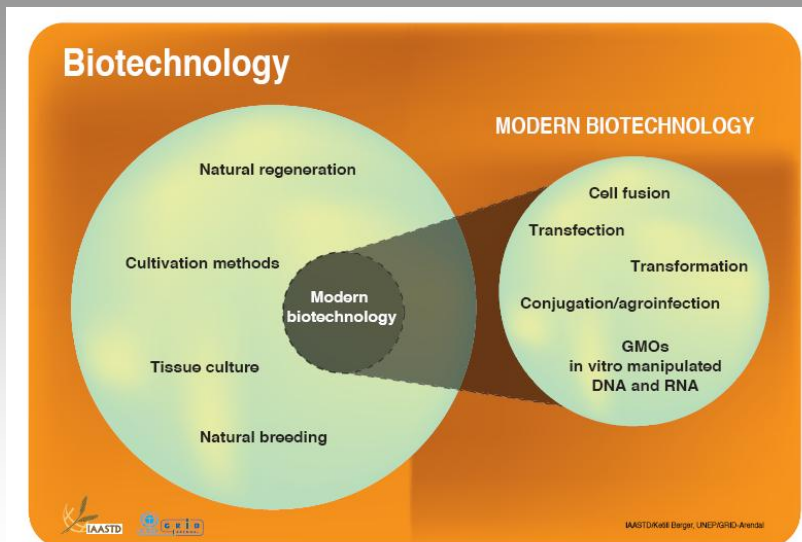 Biotechnology
MODERN BIOTECHNOLOGY
Natural regeneration
Cultivation methods
Modern
biotechnology
Tissue culture
Natural breeding
Cell fusion
Transfection
Transformation
Conjugation/agroinfection
GMOs
in vitro manipulated
DNA and RNA
IAASTD
GRID
IAASTD/Ketill Berger, UNEP/GRID-Arendal